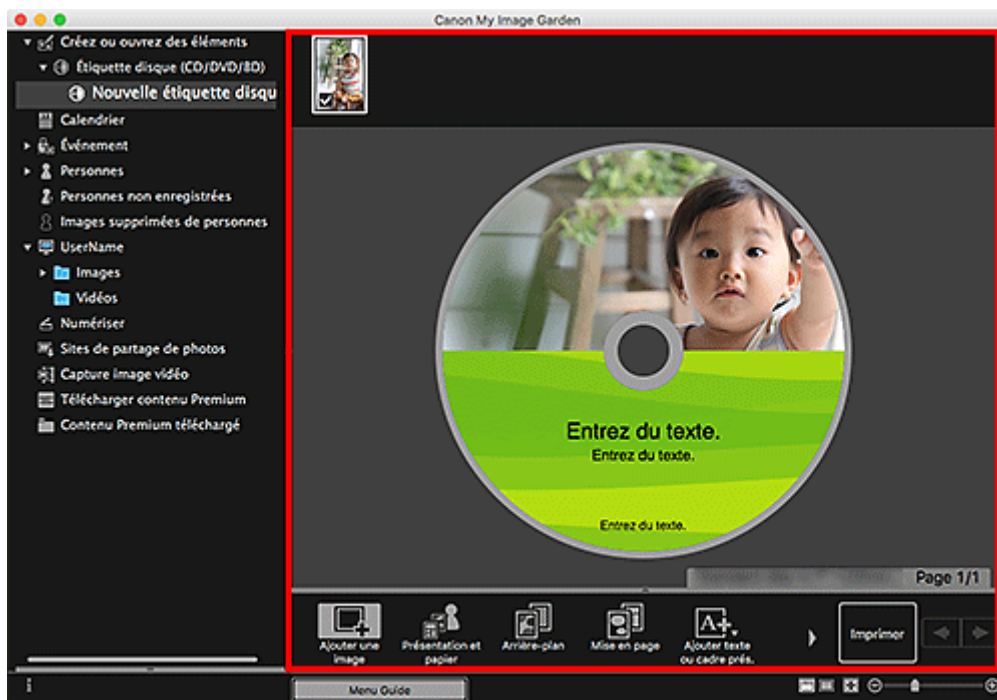 Canon My Image Garden
Créez ou ouvrez des éléments
Étiquette disque (CD/DVD/BD)
Nouvelle étiquette disqu
Calendrier
Événement
Personnes
Personnes non enregistrées
Images supprimées de personnes
UserName
Images
Vidéos
Numériser
Sites de partage de photos
Capture image vidéo
Télécharger contenu Premium
Contenu Premium téléchargé
Entrez du texte.
Entrez du texte.
Entrez du texte.
Page 1/1
Ajouter une
image
Présentation et
papier
Arrière-plan
Mise en page
A+
Ajouter texte
ou cadre prés.
Imprimer
Menu Guide